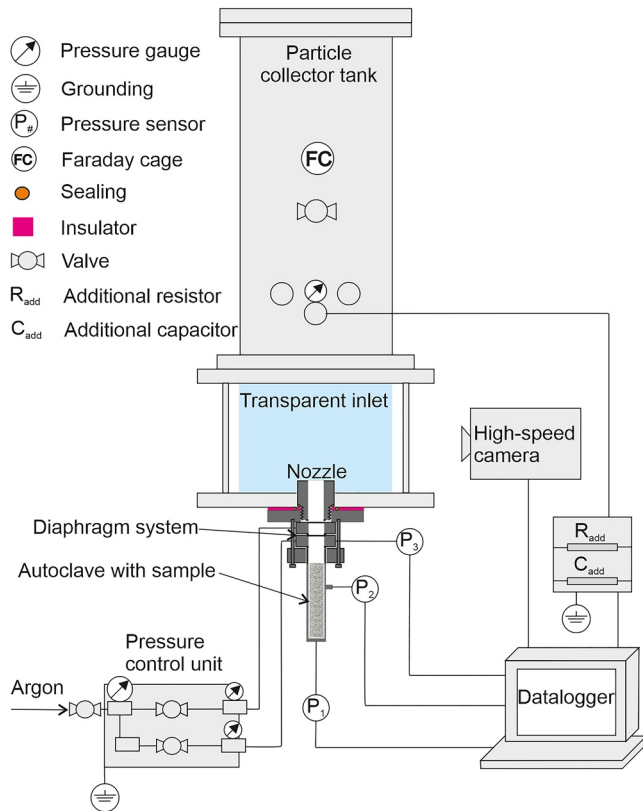 Pressure gauge
Grounding
P# Pressure sensor
FC Faraday cage
Sealing
Insulator
Valve
Radd Additional resistor
Cadd Additional capacitor
Particle
collector tank
FC
Transparent inlet
Nozzle
High-speed
camera
Diaphragm system
Autoclave with sample
P3
P2
P1
Radd
Cadd
Pressure
control unit
Argon
Datalogger